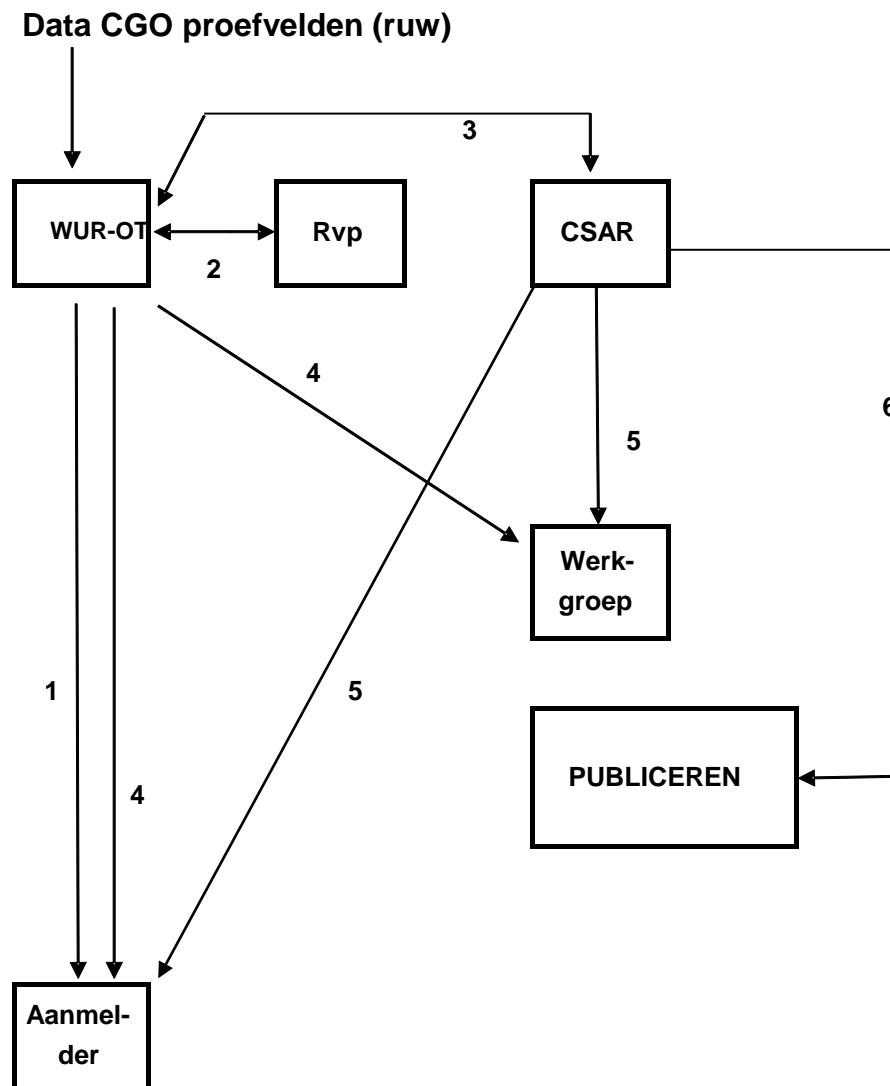 Data CGO proefvelden (ruw)
3
WUR-OT
Rvp
CSAR
2
4
6
5
Werk-
groep
1
5
PUBLICEREN
4
Aanmel-
der